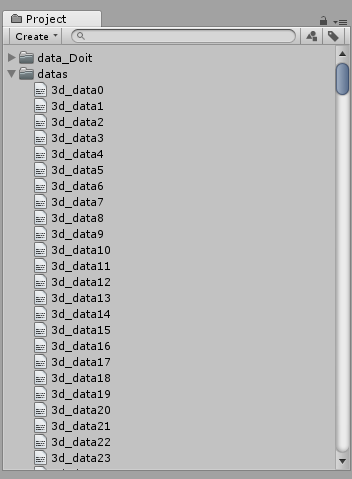 Project
Create
data_Doit
datas
3d_data0
3d_data1
3d_data2
3d_data3
3d_data4
3d_data5
3d_data6
3d_data7
3d_data8
3d_data9
3d_data10
3d_data11
3d_data12
3d_data13
3d_data14
3d_data15
3d_data16
3d_data17
3d_data18
3d_data19
3d_data20
3d_data21
3d_data22
3d_data23